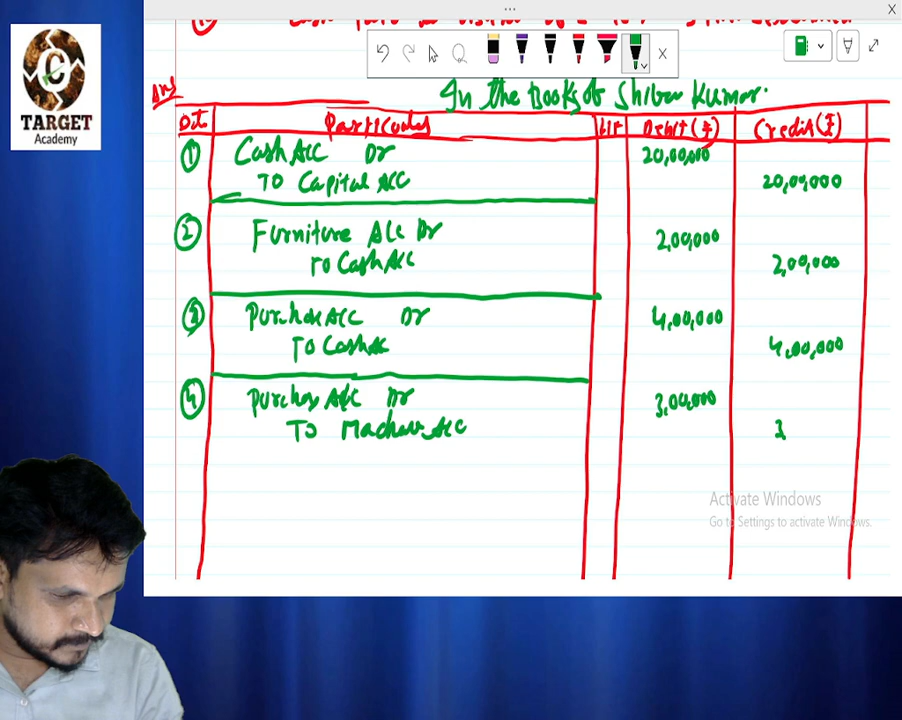 TARGET
Academy
Ans
In the Books of Shiba Kumar.
Dt Particulars L.F Debit (₹) Credit (₹)
① Cash A/C Dr 20,00,000
To Capital A/C 20,00,000
② Furniture A/c Dr 2,00,000
To Cash A/C 2,00,000
③ Purchase A/C Dr 4,00,000
To Cash A/c 4,00,000
④ Purchase A/C Dr 3,00,000
To A/C 3
Activate Windows
Go to Settings to activate Windows.